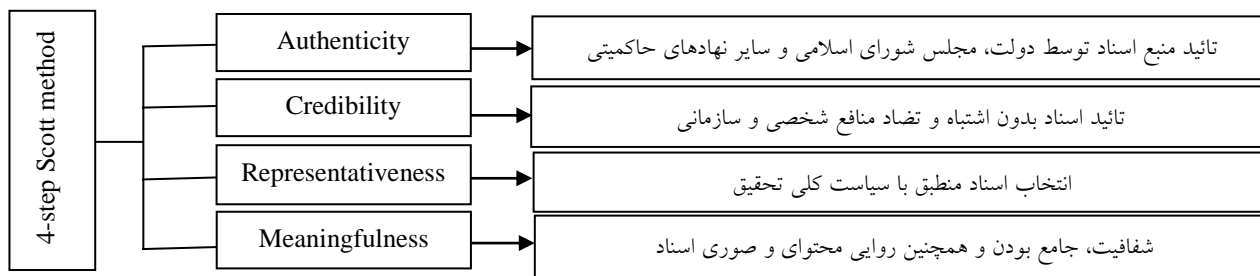 4-step Scott method
Authenticity
تائید منبع اسناد توسط دولت، مجلس شورای اسلامی و سایر نهادهای حاکمیتی
Credibility
تائید اسناد بدون اشتباه و تضاد منافع شخصی و سازمانی
Representativeness
انتخاب اسناد منطبق با سیاست کلی تحقیق
Meaningfulness
شفافیت، جامع بودن و همچنین روایی محتوای و صوری اسناد